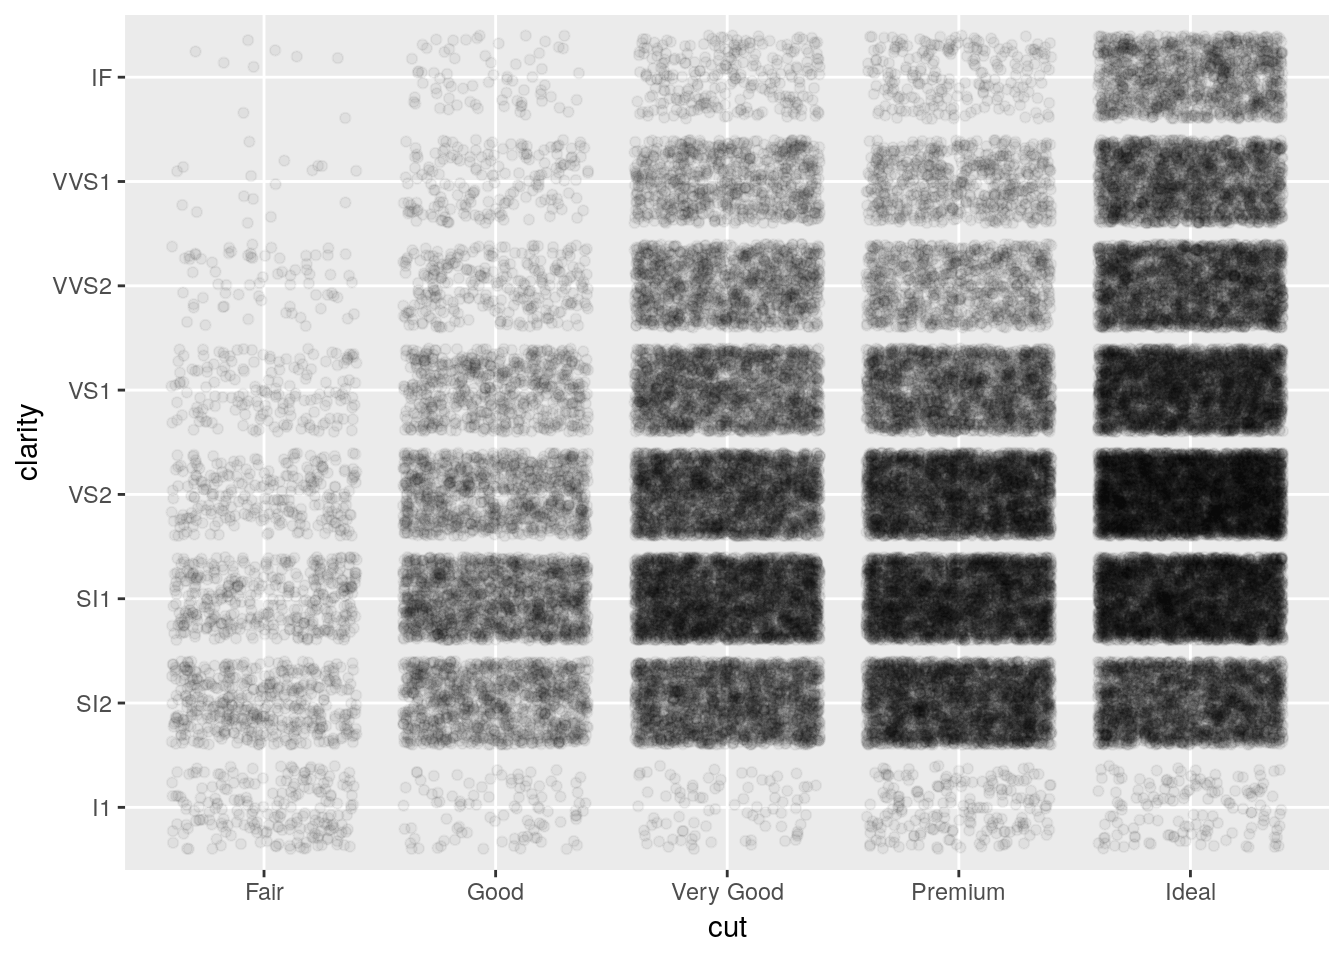 IF
VVS1
VVS2
VS1
VS2
SI1
SI2
I1
clarity
Fair Good Very Good Premium Ideal
cut